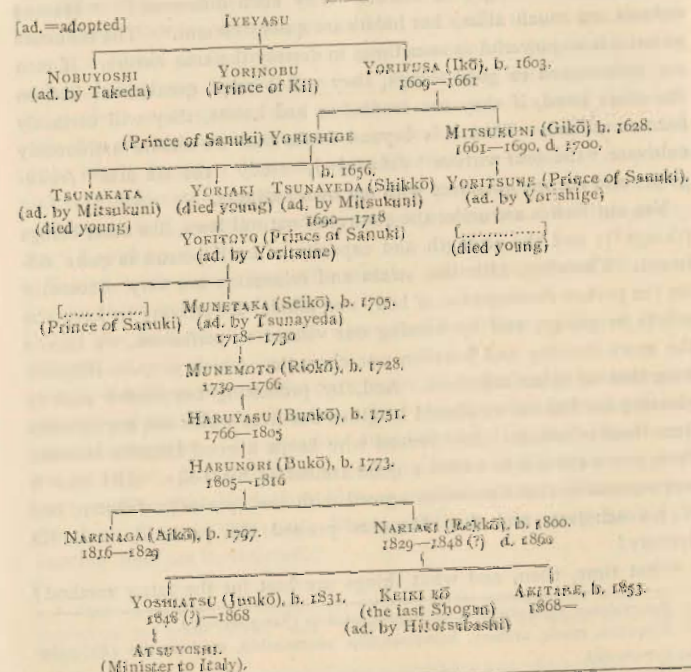 [ad.=adopted]
IYEYASU
NOBUYOSHI
(ad. by Takeda)
YORINOBU
(Prince of Kii)
YORIFUSA (Ikō), b. 1603.
1609—1661
(Prince of Sanuki) YORISHIGE
MITSUKUNI (Gikō) b. 1628.
1661—1690, d. 1700.
TSUNAKATA
(ad. by Mitsukuni)
(died young)
YORIAKI
(died young)
b. 1656.
TSUNAYEDA (Shikkō)
(ad. by Mitsukuni)
1690—1718
YORITSUNE (Prince of Sanuki).
(ad. by Yorishige)
[..............]
(died young)
YORITOYO (Prince of Sanuki)
(ad. by Yoritsune)
[..............]
(Prince of Sanuki)
MUNETAKA (Seikō), b. 1705.
(ad. by Tsunayeda)
1718—1730
MUNEMOTO (Riokō), b. 1728.
1730—1766
HARUYASU (Bunkō), b. 1751.
1766—1805
HARUNORI (Bukō), b. 1773.
1805—1816
NARINAGA (Aikō), b. 1797.
1816—1829
NARIAKI (Rekkō), b. 1800.
1829—1848 (?) d. 1860
YOSHIATSU (Junkō), b. 1831.
1848 (?)—1868
KEIKI KŌ
(the last Shogun)
(ad. by Hitotsubashi)
AKITAKE, b. 1853.
1868—
ATSUYOSHI.
(Minister to Italy).